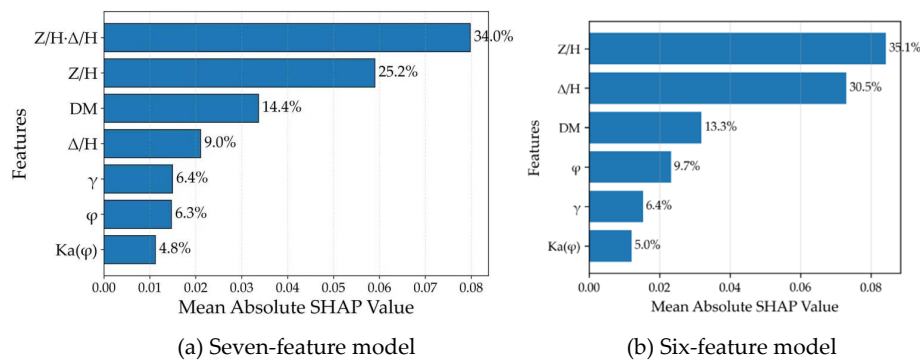 Z/H·Δ/H
34.0%
Z/H
25.2%
DM
14.4%
Δ/H
9.0%
γ
6.4%
φ
6.3%
Ka(φ)
4.8%
Features
0.00 0.01 0.02 0.03 0.04 0.05 0.06 0.07 0.08
Mean Absolute SHAP Value
(a) Seven-feature model
Z/H
35.1%
Δ/H
30.5%
DM
13.3%
φ
9.7%
γ
6.4%
Ka(φ)
5.0%
Features
0.00 0.02 0.04 0.06 0.08
Mean Absolute SHAP Value
(b) Six-feature model